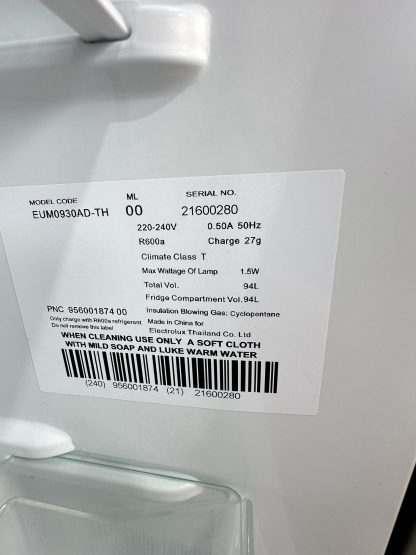 MODEL CODE ML SERIAL NO.
EUM0930AD-TH 00 21600280
220-240V 0.50A 50Hz
R600a Charge 27g
Climate Class T
Max Wattage Of Lamp 1.5W
Total Vol. 94L
Fridge Compartment Vol. 94L
PNC 956001874 00 Insulation Blowing Gas: Cyclopentane
Only charge with R600a refrigerant Made in China for
Do not remove this label Electrolux Thailand Co. Ltd
WHEN CLEANING USE ONLY A SOFT CLOTH
WITH MILD SOAP AND LUKE WARM WATER
(240) 956001874 (21) 21600280